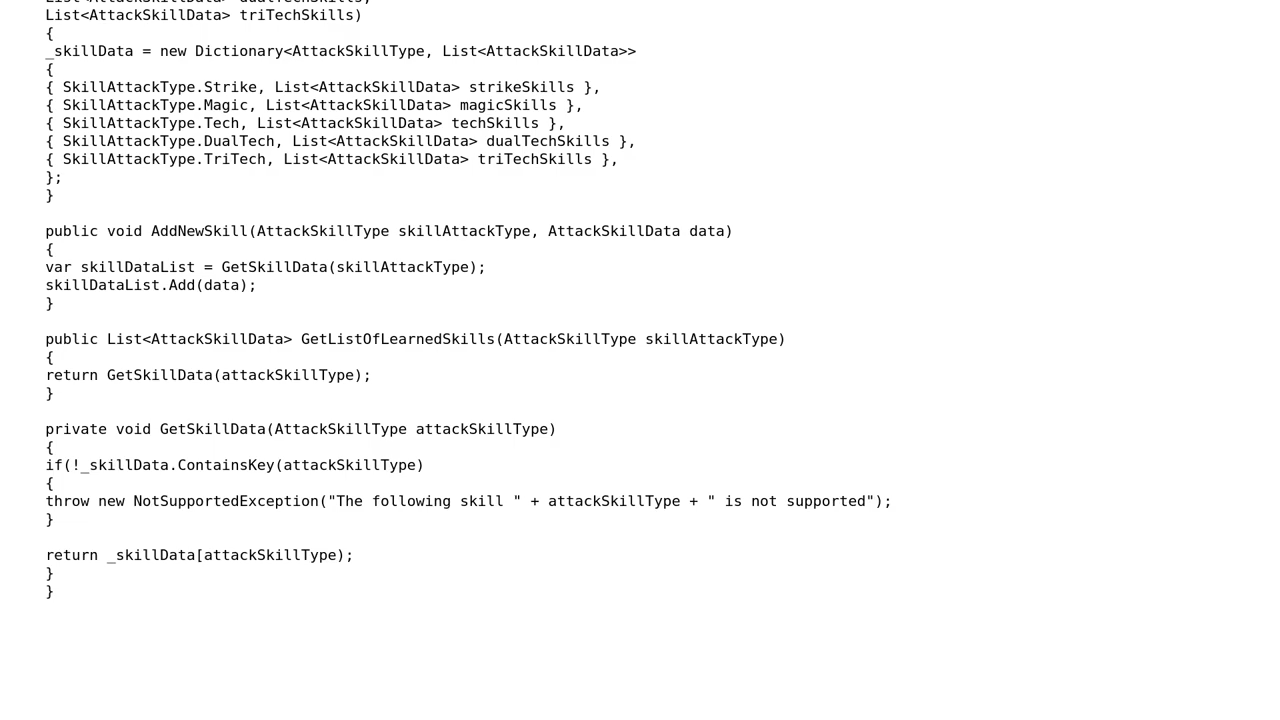 List<AttackSkillData> dualTechSkills,
List<AttackSkillData> triTechSkills)
{
_skillData = new Dictionary<AttackSkillType, List<AttackSkillData>>
{
{ SkillAttackType.Strike, List<AttackSkillData> strikeSkills },
{ SkillAttackType.Magic, List<AttackSkillData> magicSkills },
{ SkillAttackType.Tech, List<AttackSkillData> techSkills },
{ SkillAttackType.DualTech, List<AttackSkillData> dualTechSkills },
{ SkillAttackType.TriTech, List<AttackSkillData> triTechSkills },
};
}

public void AddNewSkill(AttackSkillType skillAttackType, AttackSkillData data)
{
var skillDataList = GetSkillData(skillAttackType);
skillDataList.Add(data);
}

public List<AttackSkillData> GetListOfLearnedSkills(AttackSkillType skillAttackType)
{
return GetSkillData(attackSkillType);
}

private void GetSkillData(AttackSkillType attackSkillType)
{
if(!_skillData.ContainsKey(attackSkillType)
{
throw new NotSupportedException("The following skill " + attackSkillType + " is not supported");
}

return _skillData[attackSkillType);
}
}